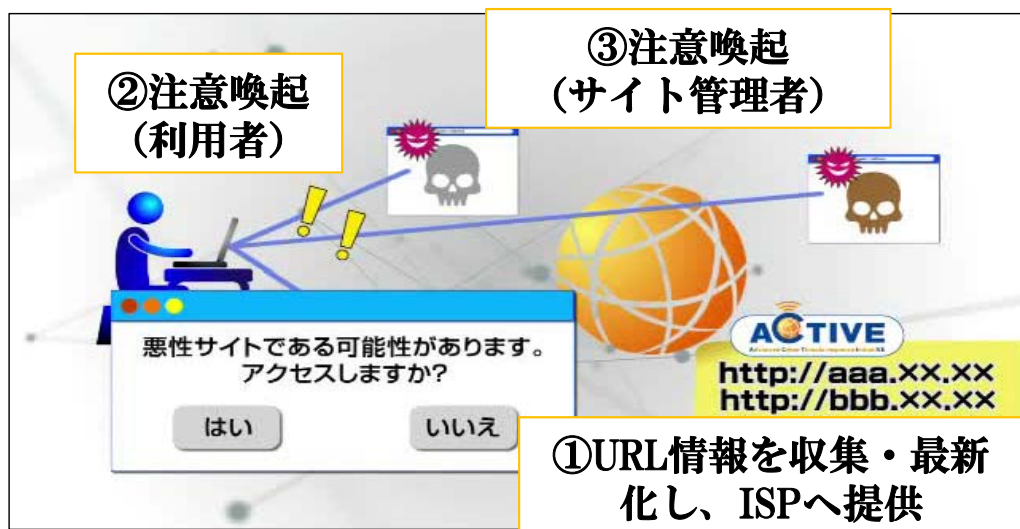 ②注意喚起
(利用者)
③注意喚起
(サイト管理者)
悪性サイトである可能性があります。
アクセスしますか?
はい
いいえ
ACTIVE
http://aaa.××.××
http://bbb.××.××
①URL情報を収集・最新
化し、ISPへ提供